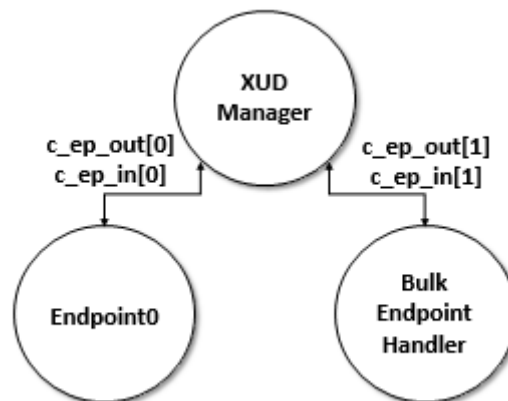 XUD
Manager
c_ep_out[0]
c_ep_in[0]
c_ep_out[1]
c_ep_in[1]
Endpoint0
Bulk
Endpoint
Handler